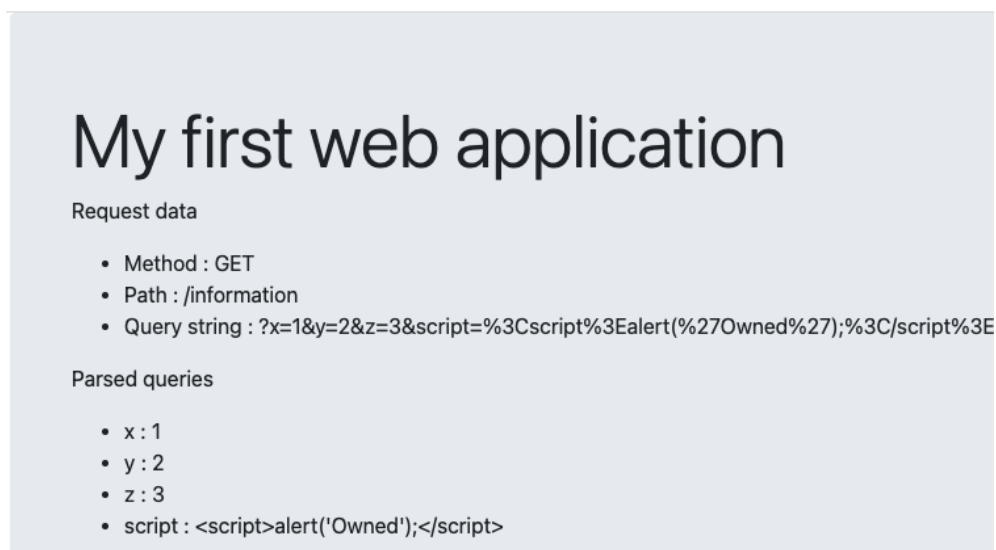 My first web application
Request data
• Method : GET
• Path : /information
• Query string : ?x=1&y=2&z=3&script=%3Cscript%3Ealert(%27Owned%27);%3C/script%3E
Parsed queries
• x : 1
• y : 2
• z : 3
• script : <script>alert('Owned');</script>